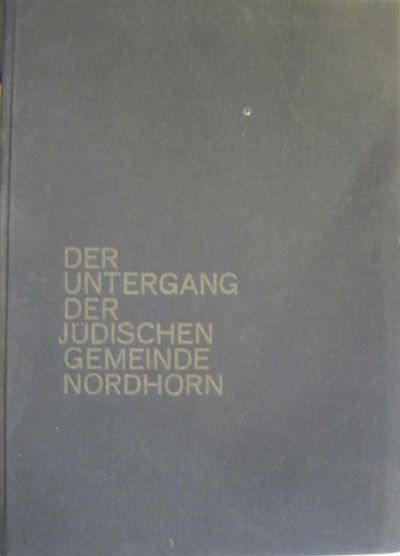 DER
UNTERGANG
DER
JÜDISCHEN
GEMEINDE
NORDHORN